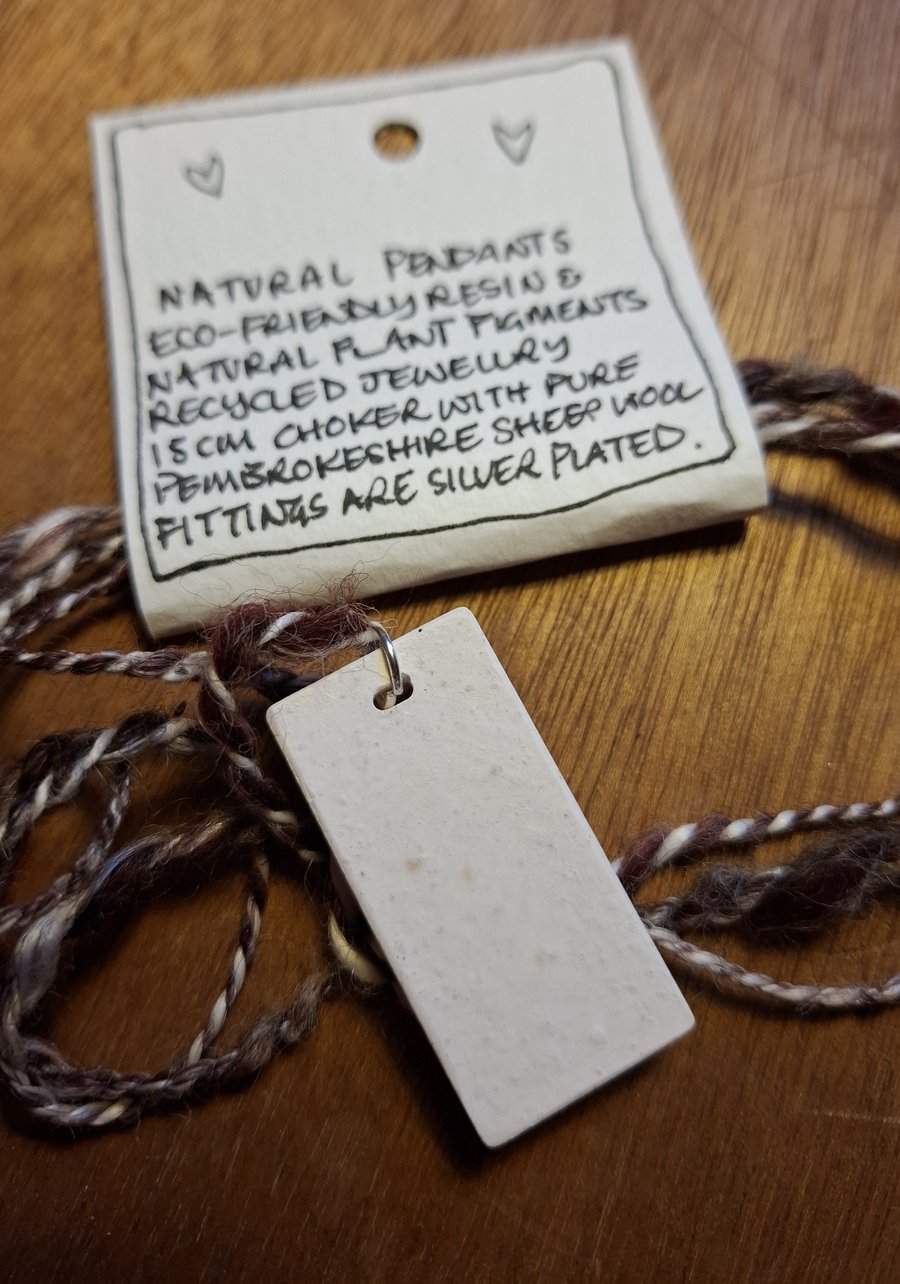 NATURAL PENDANTS
ECO-FRIENDLY RESIN &
NATURAL PLANT PIGMENTS
RECYCLED JEWELLRY
18CM CHOKER WITH PURE
PEMBROKESHIRE SHEEP WOOL
FITTINGS ARE SILVER PLATED.